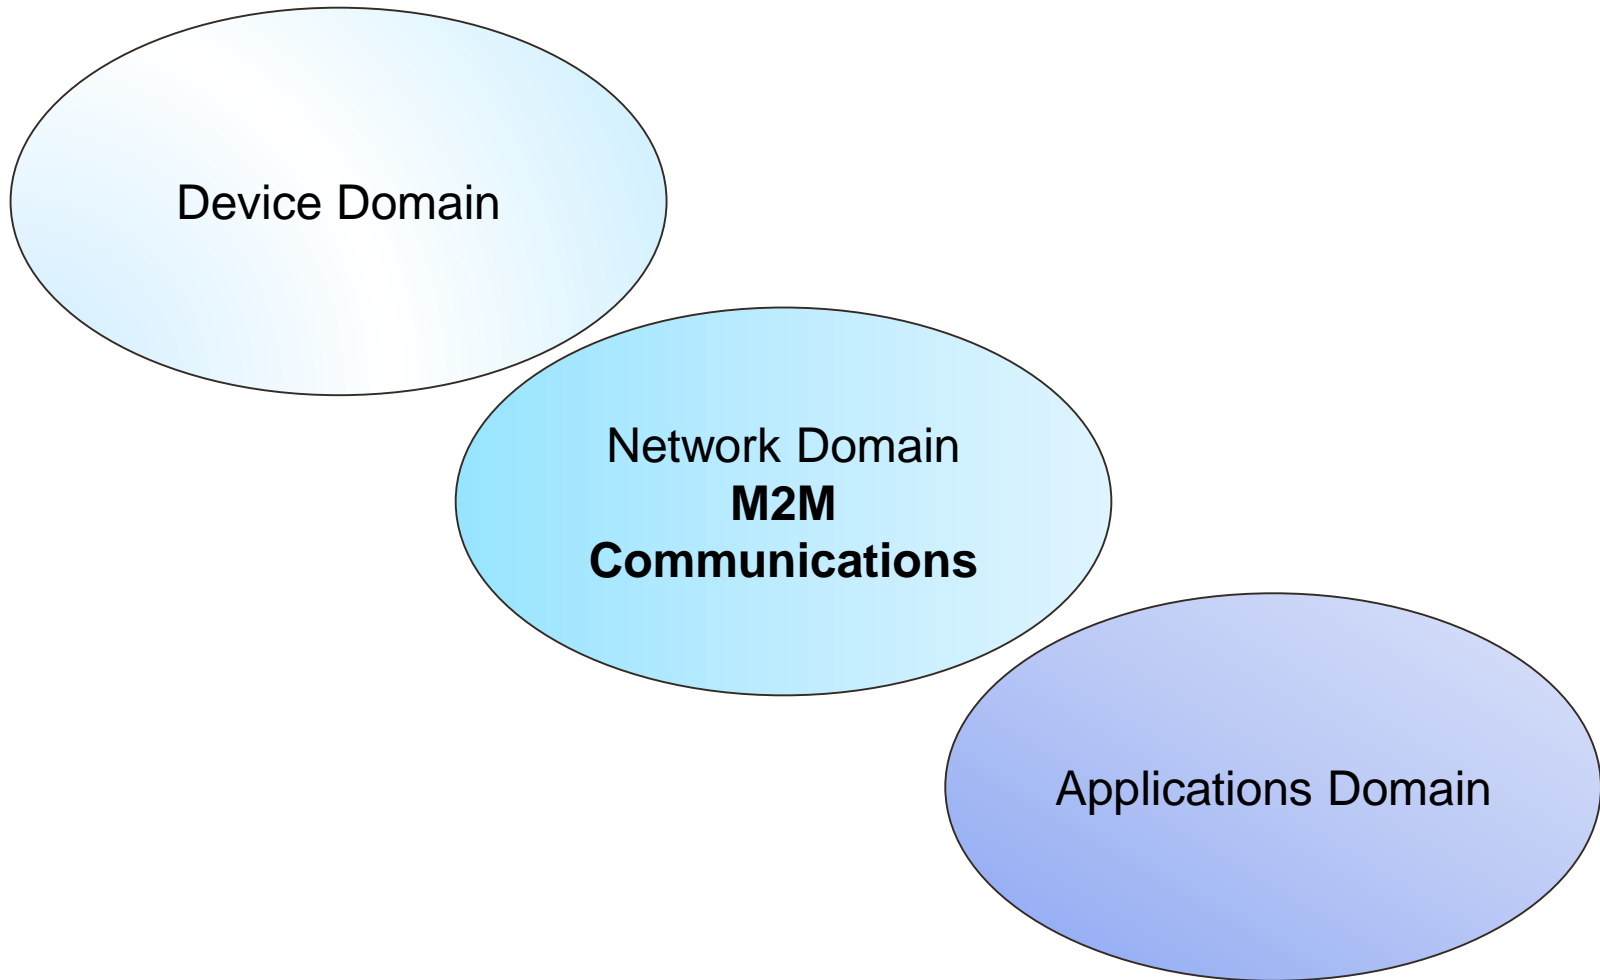 Device Domain
Network Domain
M2M
Communications
Applications Domain